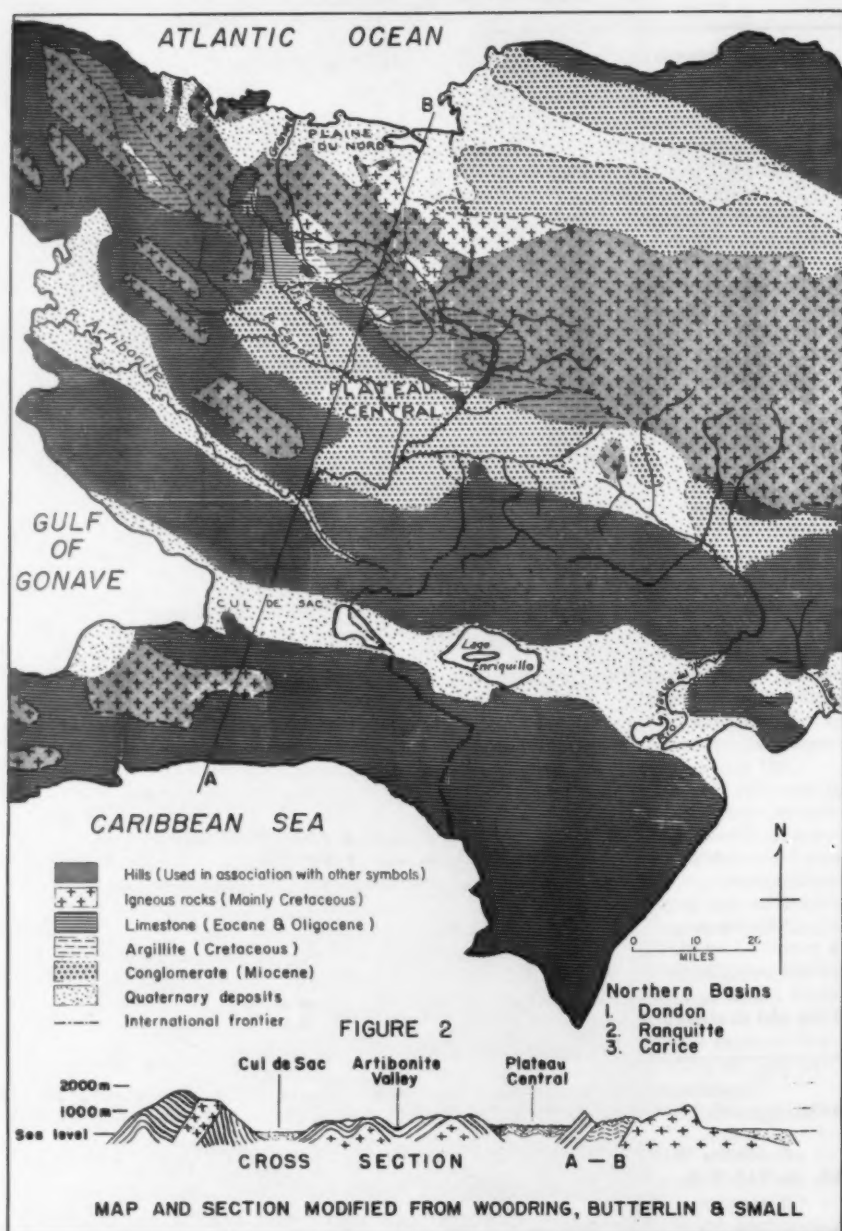 ATLANTIC OCEAN
B
PLAINE
DU NORD
R. Artibonite
R. Canot
PLATEAU
CENTRAL
GULF
OF
GONAVE
CUL DE SAC
Lago
Enriquillo
A
CARIBBEAN SEA
N
Hills (Used in association with other symbols)
Igneous rocks (Mainly Cretaceous)
Limestone (Eocene & Oligocene)
Argillite (Cretaceous)
Conglomerate (Miocene)
Quaternary deposits
International frontier
0 10 20
MILES
Northern Basins
1. Dondon
2. Ranquitte
3. Carice
FIGURE 2
Cul de Sac
Artibonite
Valley
Plateau
Central
2000m
1000m
Sea level
CROSS SECTION A – B
MAP AND SECTION MODIFIED FROM WOODRING, BUTTERLIN & SMALL